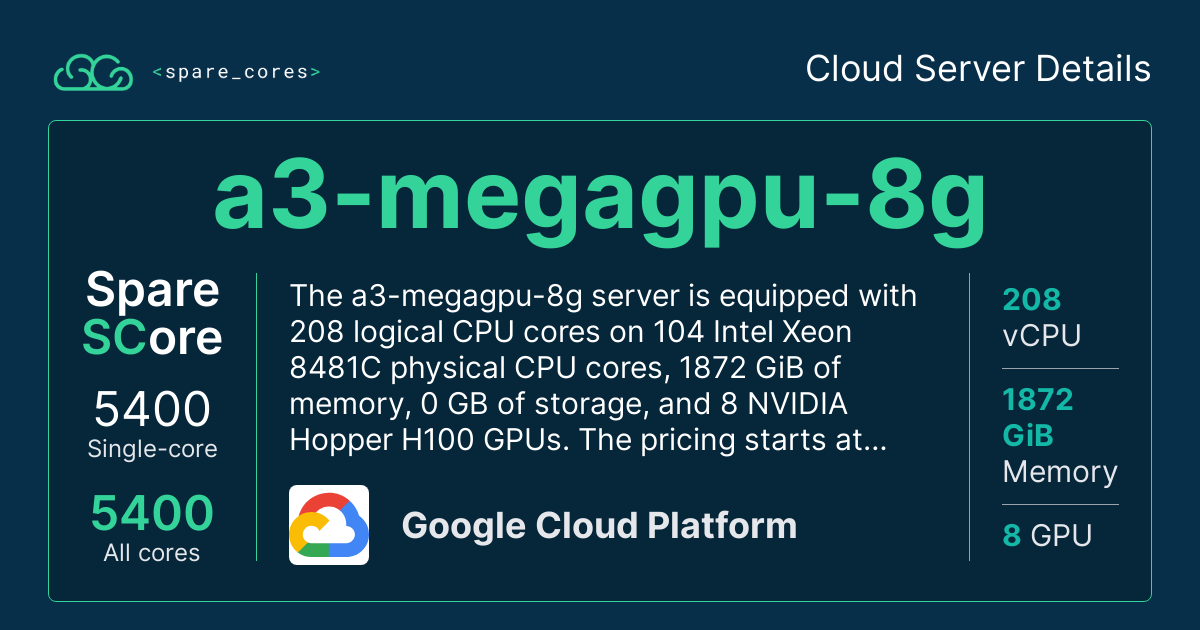 <spare_cores>
Cloud Server Details
a3-megagpu-8g
Spare
SCore
5400
Single-core
5400
All cores
The a3-megagpu-8g server is equipped with
208 logical CPU cores on 104 Intel Xeon
8481C physical CPU cores, 1872 GiB of
memory, 0 GB of storage, and 8 NVIDIA
Hopper H100 GPUs. The pricing starts at...
Google Cloud Platform
208
vCPU
1872
GiB
Memory
8 GPU